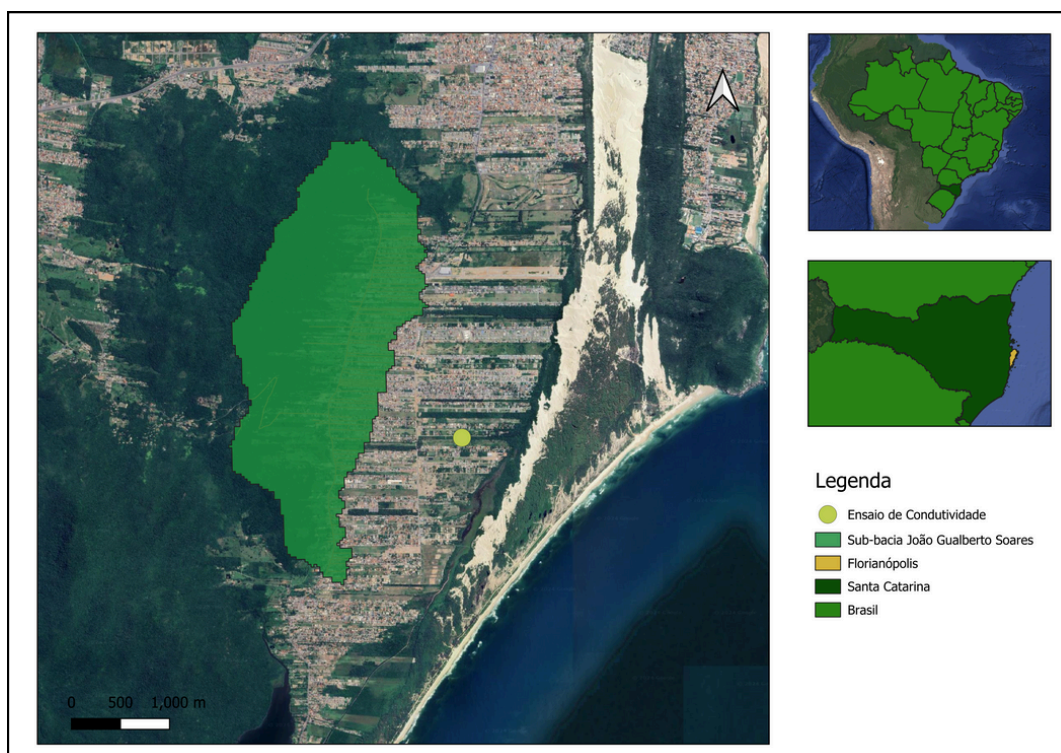 0 500 1,000 m
Legenda
Ensaio de Condutividade
Sub-bacia João Gualberto Soares
Florianópolis
Santa Catarina
Brasil